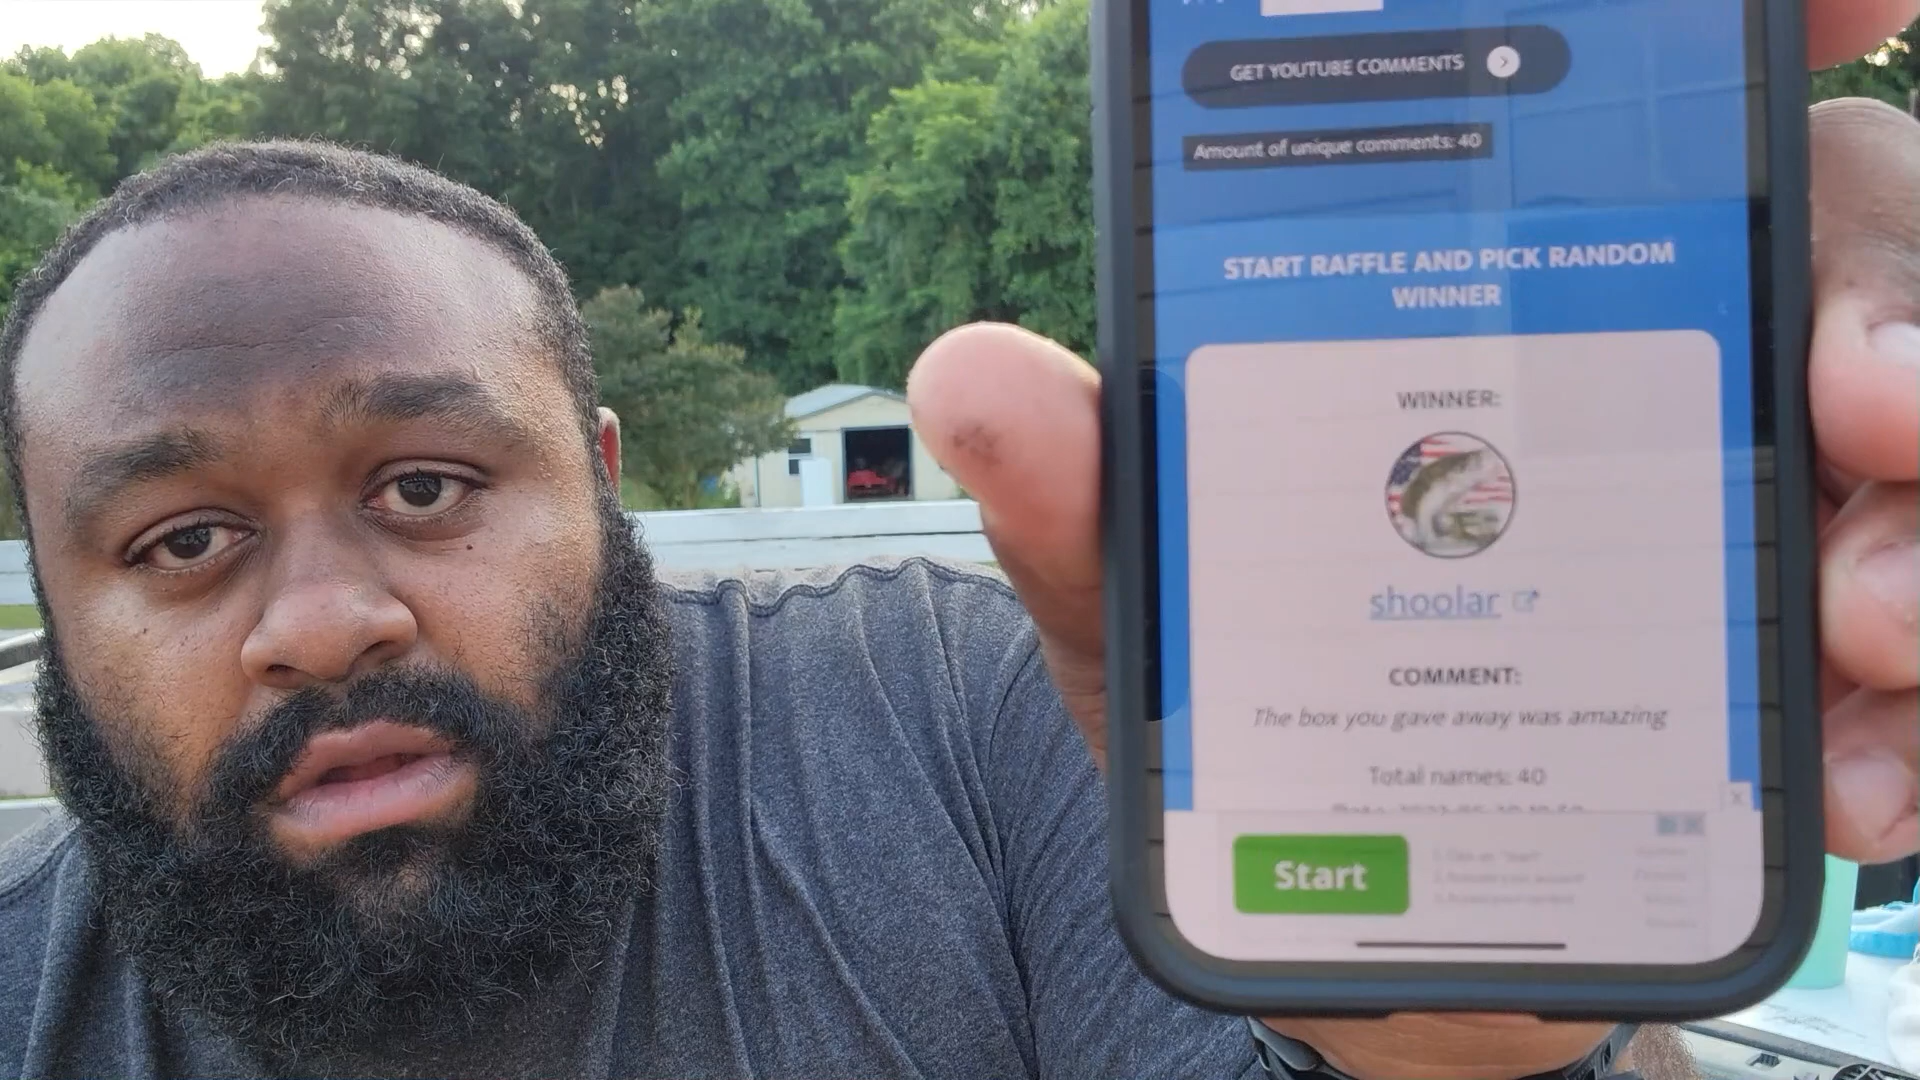 GET YOUTUBE COMMENTS
Amount of unique comments: 40
START RAFFLE AND PICK RANDOM
WINNER
WINNER:
shoolar
COMMENT:
The box you gave away was amazing
Total names: 40
Start